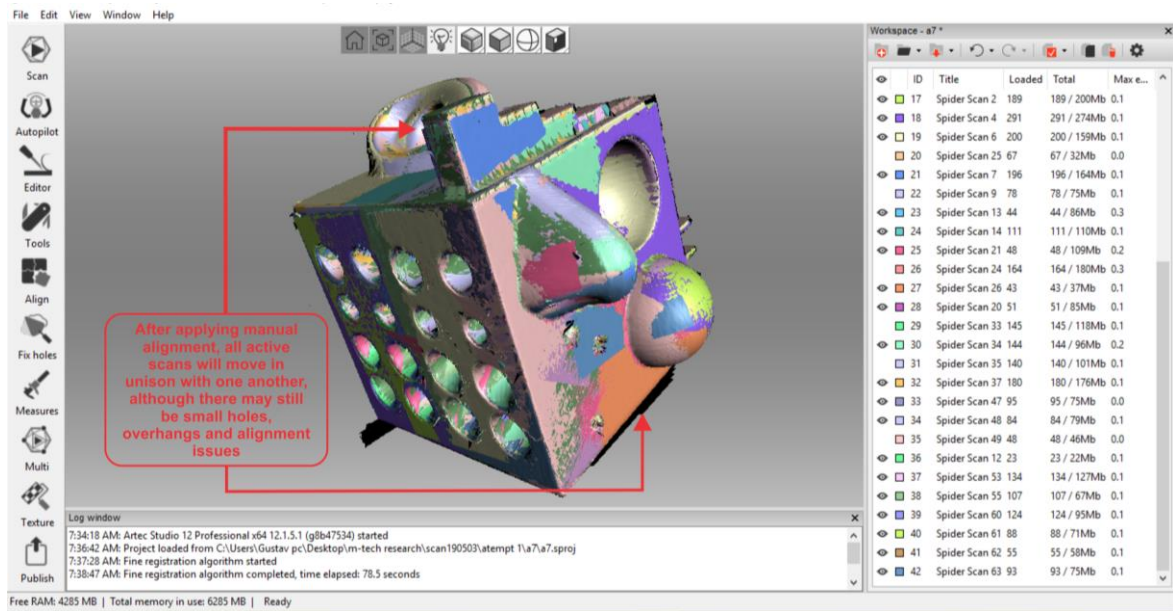 File Edit View Window Help
Workspace - a7 *
Scan
Autopilot
Editor
Tools
Align
Fix holes
Measures
Multi
Texture
Publish
After applying manual
alignment, all active
scans will move in
unison with one another,
although there may still
be small holes,
overhangs and alignment
issues
ID Title Loaded Total Max e...
17 Spider Scan 2 189 189 / 200Mb 0.1
18 Spider Scan 4 291 291 / 274Mb 0.1
19 Spider Scan 6 200 200 / 159Mb 0.1
20 Spider Scan 25 67 67 / 32Mb 0.0
21 Spider Scan 7 196 196 / 164Mb 0.1
22 Spider Scan 9 78 78 / 75Mb 0.1
23 Spider Scan 13 44 44 / 86Mb 0.3
24 Spider Scan 14 111 111 / 110Mb 0.1
25 Spider Scan 21 48 48 / 109Mb 0.2
26 Spider Scan 24 164 164 / 180Mb 0.3
27 Spider Scan 26 43 43 / 37Mb 0.1
28 Spider Scan 20 51 51 / 85Mb 0.1
29 Spider Scan 33 145 145 / 118Mb 0.1
30 Spider Scan 34 144 144 / 96Mb 0.2
31 Spider Scan 35 140 140 / 101Mb 0.1
32 Spider Scan 37 180 180 / 176Mb 0.1
33 Spider Scan 47 95 95 / 75Mb 0.0
34 Spider Scan 48 84 84 / 79Mb 0.1
35 Spider Scan 49 48 48 / 46Mb 0.0
36 Spider Scan 12 23 23 / 22Mb 0.1
37 Spider Scan 53 134 134 / 127Mb 0.1
38 Spider Scan 55 107 107 / 67Mb 0.1
39 Spider Scan 60 124 124 / 95Mb 0.1
40 Spider Scan 61 88 88 / 71Mb 0.1
41 Spider Scan 62 55 55 / 58Mb 0.1
42 Spider Scan 63 93 93 / 75Mb 0.1
Log window
7:34:18 AM: Artec Studio 12 Professional x64 12.1.5.1 (g8b47534) started
7:36:42 AM: Project loaded from C:\Users\Gustav pc\Desktop\m-tech research\scan190503\atempt 1\a7\a7.sproj
7:37:28 AM: Fine registration algorithm started
7:38:47 AM: Fine registration algorithm completed, time elapsed: 78.5 seconds
Free RAM: 4285 MB | Total memory in use: 6285 MB | Ready